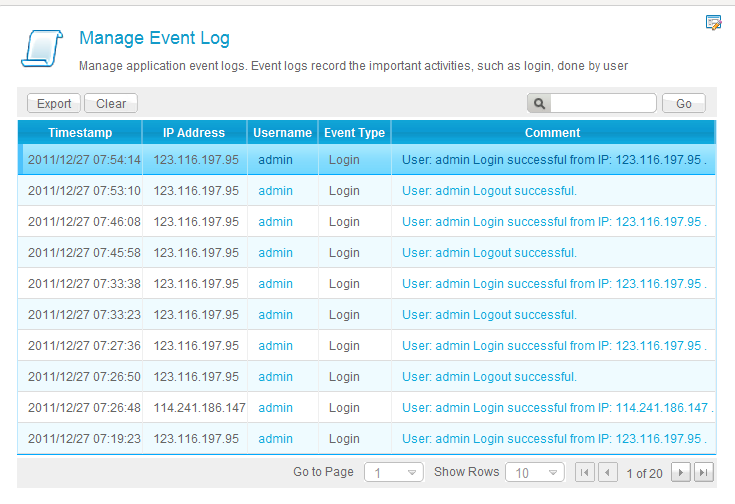 Manage Event Log
Manage application event logs. Event logs record the important activities, such as login, done by user
Export Clear Go
Timestamp IP Address Username Event Type Comment
2011/12/27 07:54:14 123.116.197.95 admin Login User: admin Login successful from IP: 123.116.197.95 .
2011/12/27 07:53:10 123.116.197.95 admin Login User: admin Logout successful.
2011/12/27 07:46:08 123.116.197.95 admin Login User: admin Login successful from IP: 123.116.197.95 .
2011/12/27 07:45:58 123.116.197.95 admin Login User: admin Logout successful.
2011/12/27 07:33:38 123.116.197.95 admin Login User: admin Login successful from IP: 123.116.197.95 .
2011/12/27 07:33:23 123.116.197.95 admin Login User: admin Logout successful.
2011/12/27 07:27:36 123.116.197.95 admin Login User: admin Login successful from IP: 123.116.197.95 .
2011/12/27 07:26:50 123.116.197.95 admin Login User: admin Logout successful.
2011/12/27 07:26:48 114.241.186.147 admin Login User: admin Login successful from IP: 114.241.186.147 .
2011/12/27 07:19:23 123.116.197.95 admin Login User: admin Login successful from IP: 123.116.197.95 .
Go to Page 1 Show Rows 10 1 of 20